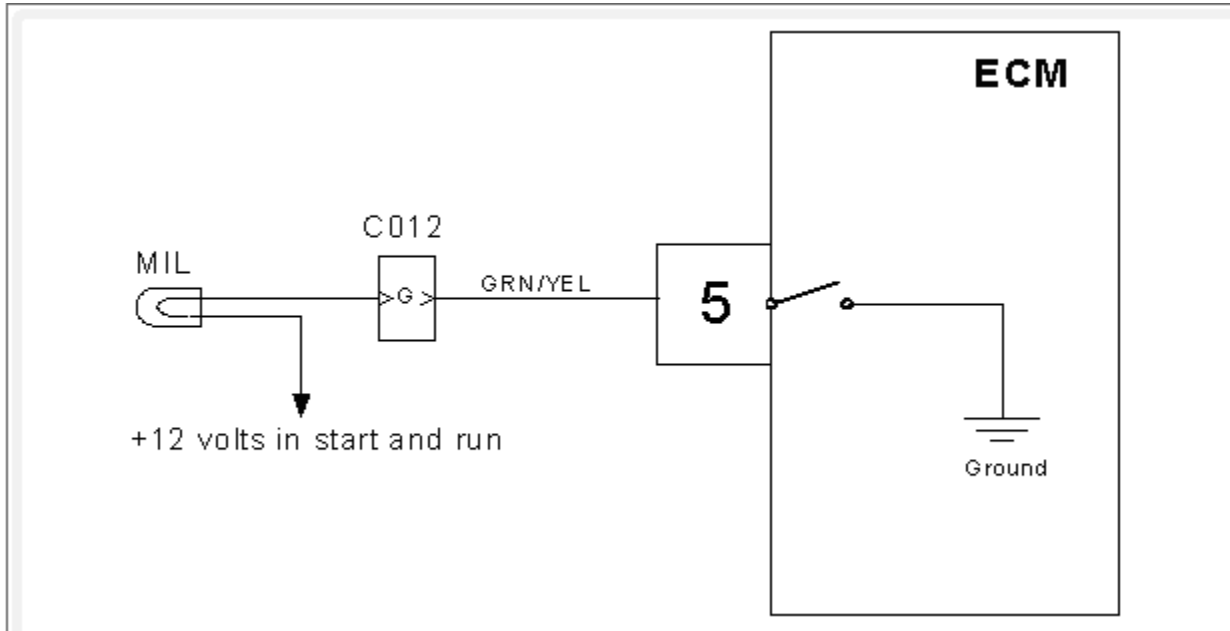 ECM
C012
MIL
G
GRN/YEL
5
+12 volts in start and run
Ground